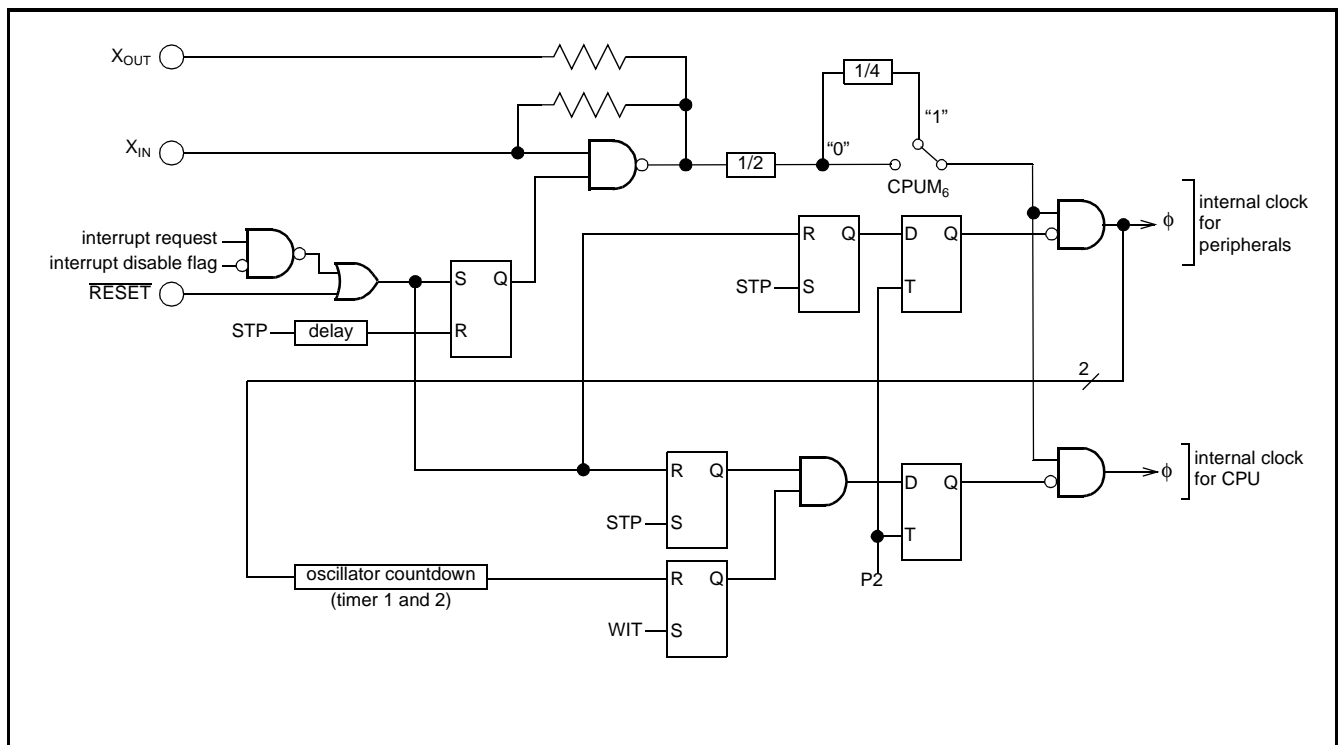 XOUT
1/4
“1”
XIN
“0”
1/2
CPUM6
interrupt request
interrupt disable flag
RESET
S Q
R
STP
delay
R Q
STP
S
D Q
T
ϕ
internal clock
for
peripherals
2
R Q
STP
S
D Q
T
P2
ϕ
internal clock
for CPU
oscillator countdown
(timer 1 and 2)
R Q
WIT
S